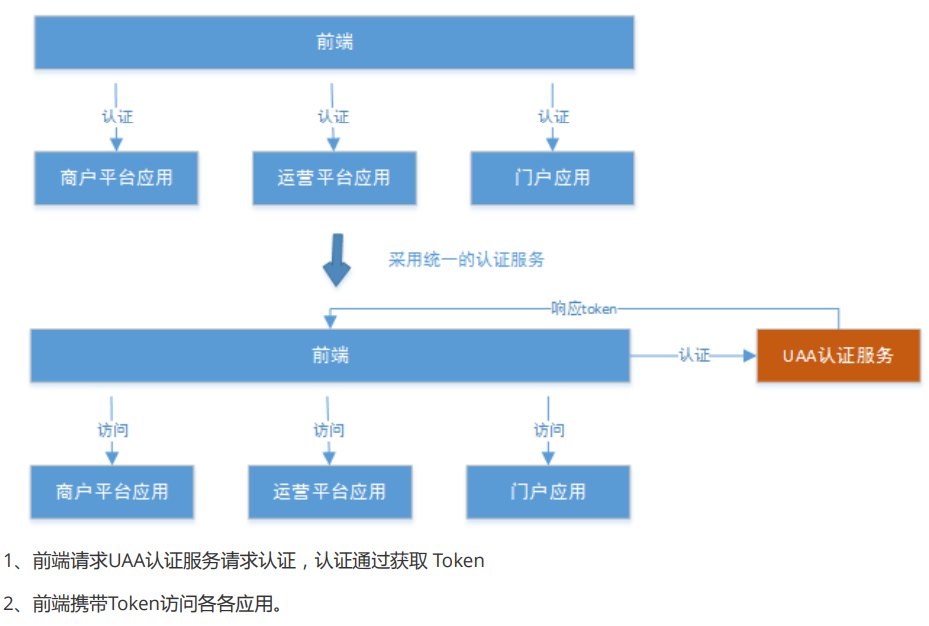 前端
认证 认证 认证
商户平台应用 运营平台应用 门户应用
采用统一的认证服务
响应token
前端 认证 UAA认证服务
访问 访问 访问
商户平台应用 运营平台应用 门户应用
1、前端请求UAA认证服务请求认证，认证通过获取 Token
2、前端携带Token访问各各应用。